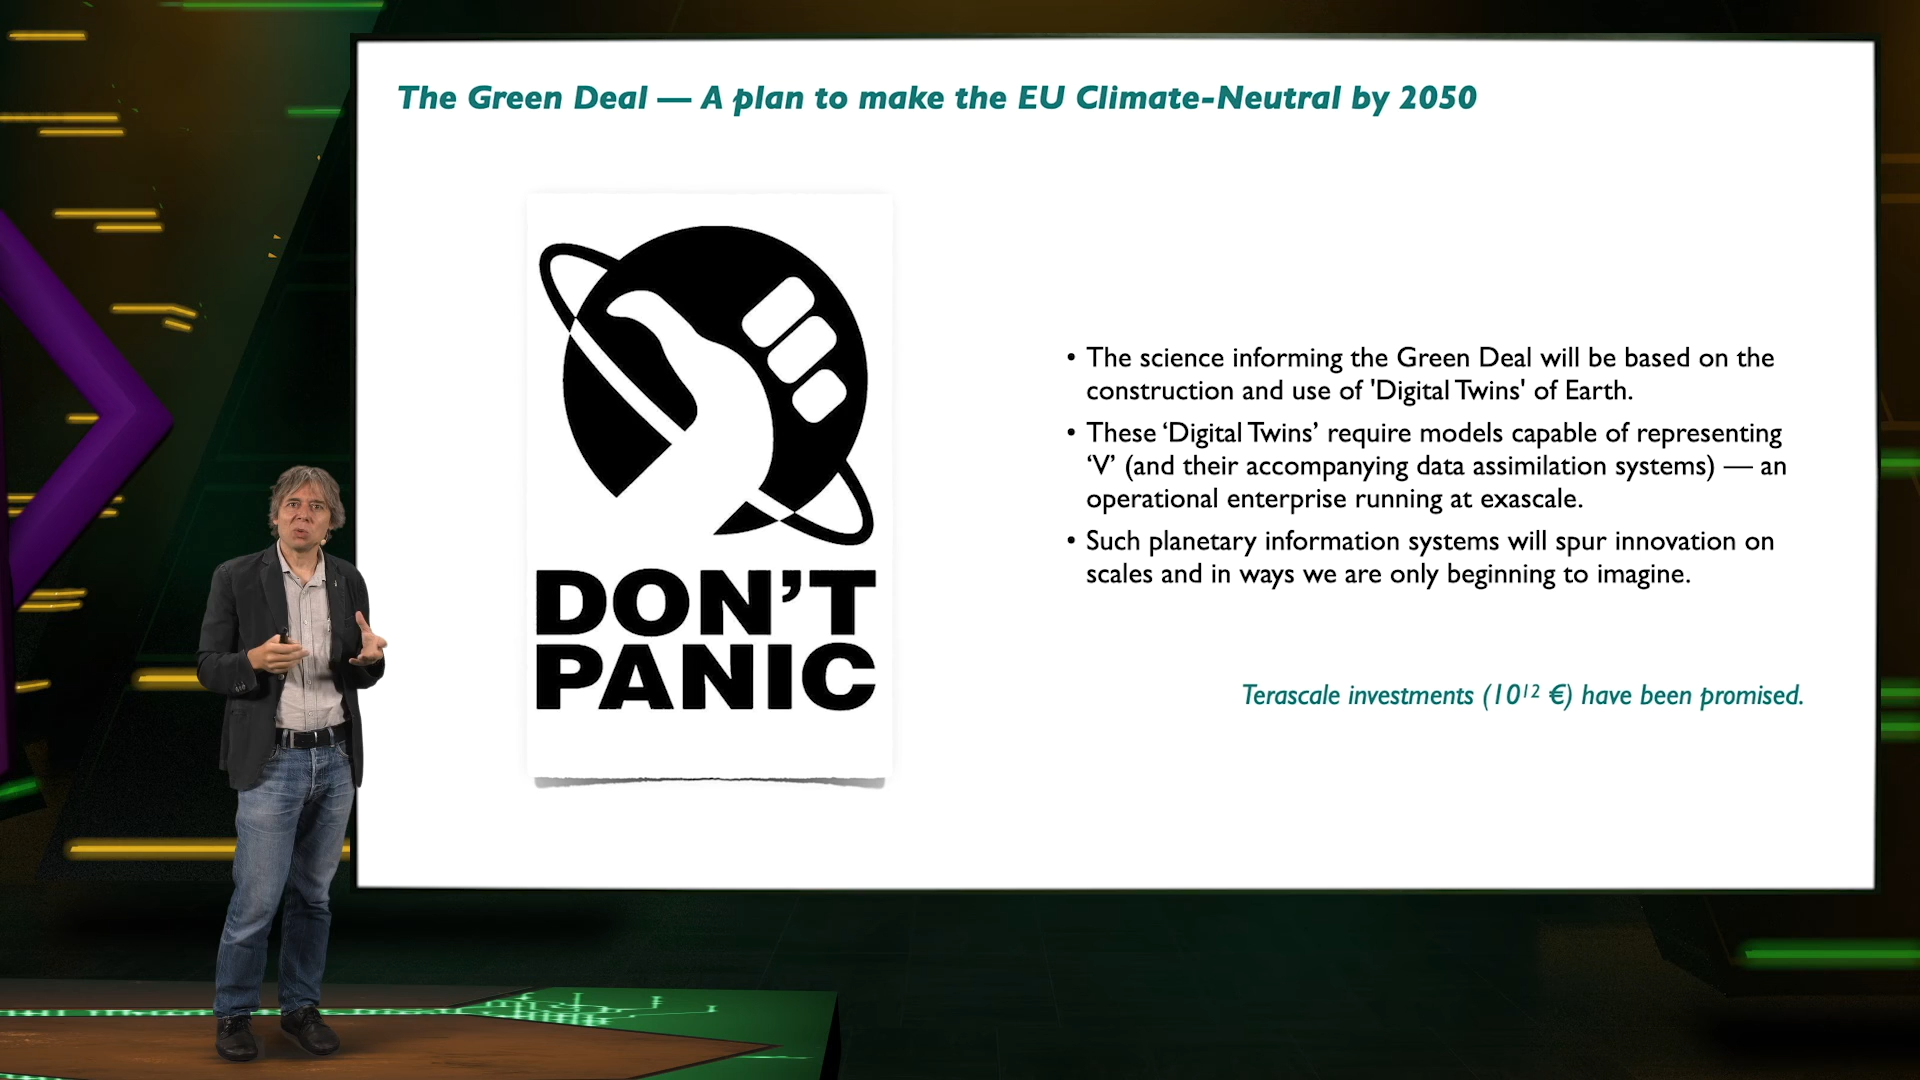 The Green Deal — A plan to make the EU Climate-Neutral by 2050
DON’T
PANIC
• The science informing the Green Deal will be based on the
construction and use of 'Digital Twins' of Earth.
• These ‘Digital Twins’ require models capable of representing
‘V’ (and their accompanying data assimilation systems) — an
operational enterprise running at exascale.
• Such planetary information systems will spur innovation on
scales and in ways we are only beginning to imagine.
Terascale investments (10¹² €) have been promised.